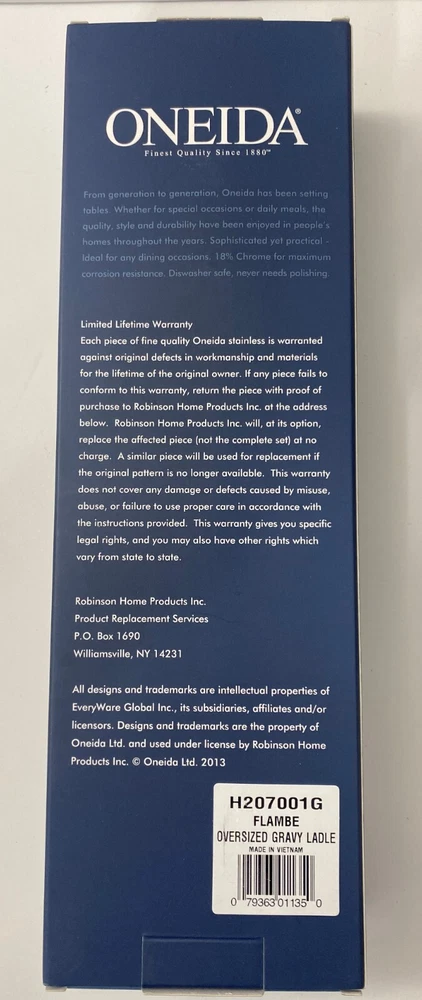 ONEIDA®
Finest Quality Since 1880™
From generation to generation, Oneida has been setting
tables. Whether for special occasions or daily meals, the
quality, style and durability have been enjoyed in people's
homes throughout the years. Sophisticated yet practical -
Ideal for any dining occasions. 18% Chrome for maximum
corrosion resistance. Diswasher safe, never needs polishing.
Limited Lifetime Warranty
Each piece of fine quality Oneida stainless is warranted
against original defects in workmanship and materials
for the lifetime of the original owner. If any piece fails to
conform to this warranty, return the piece with proof of
purchase to Robinson Home Products Inc. at the address
below. Robinson Home Products Inc. will, at its option,
replace the affected piece (not the complete set) at no
charge. A similar piece will be used for replacement if
the original pattern is no longer available. This warranty
does not cover any damage or defects caused by misuse,
abuse, or failure to use proper care in accordance with
the instructions provided. This warranty gives you specific
legal rights, and you may also have other rights which
vary from state to state.
Robinson Home Products Inc.
Product Replacement Services
P.O. Box 1690
Williamsville, NY 14231
All designs and trademarks are intellectual properties of
EveryWare Global Inc., its subsidiaries, affiliates and/or
licensors. Designs and trademarks are the property of
Oneida Ltd. and used under license by Robinson Home
Products Inc. © Oneida Ltd. 2013
H207001G
FLAMBE
OVERSIZED GRAVY LADLE
MADE IN VIETNAM
0 79363 01135 0